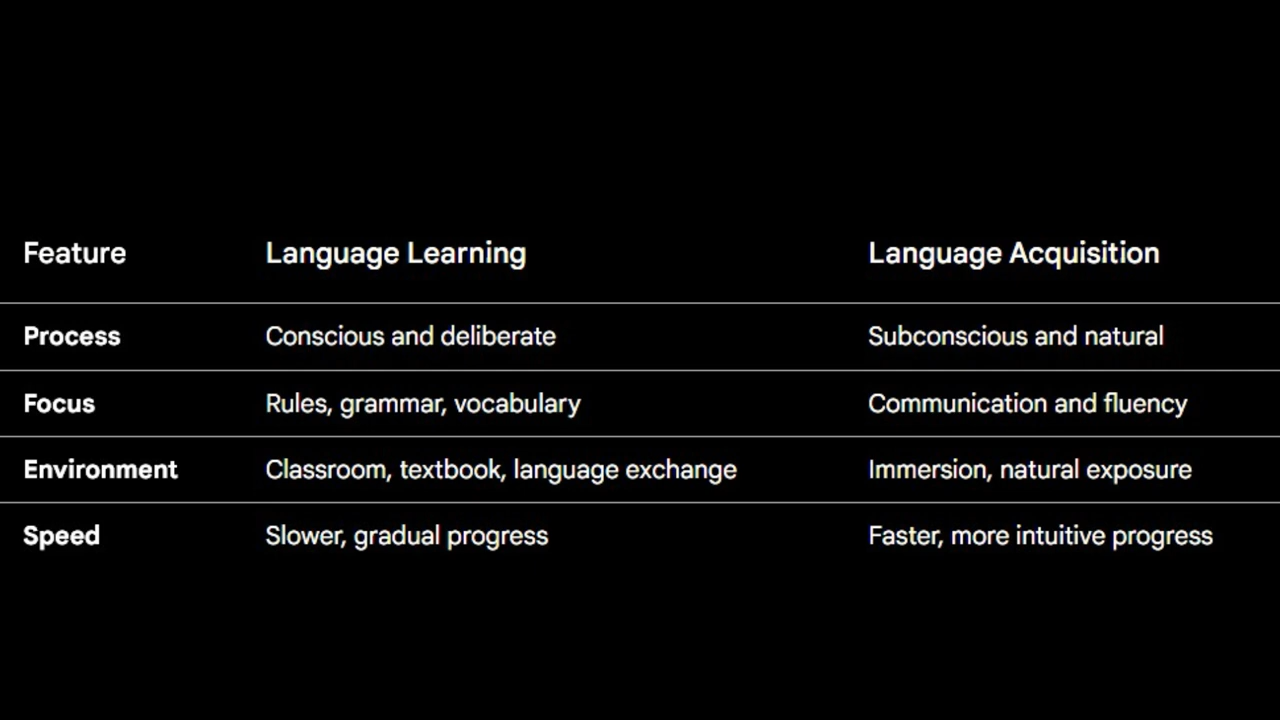 Feature Language Learning Language Acquisition
Process Conscious and deliberate Subconscious and natural
Focus Rules, grammar, vocabulary Communication and fluency
Environment Classroom, textbook, language exchange Immersion, natural exposure
Speed Slower, gradual progress Faster, more intuitive progress